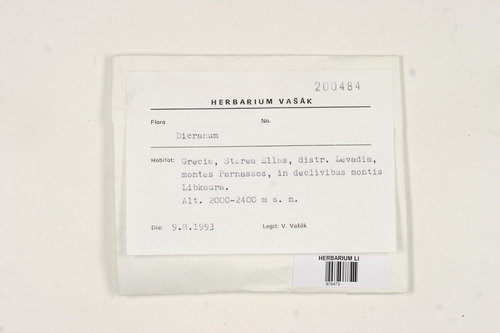 200484
HERBARIUM VAŠÁK
Flora No.
Dicranum
Habitat: Grecia, Sterea Ellas, distr. Levadia,
montes Parnassos, in declivibus montis
Libkoura.
Alt. 2000-2400 m s. m.
Die: 9.8.1993 Legit: V. Vašák
HERBARIUM LI